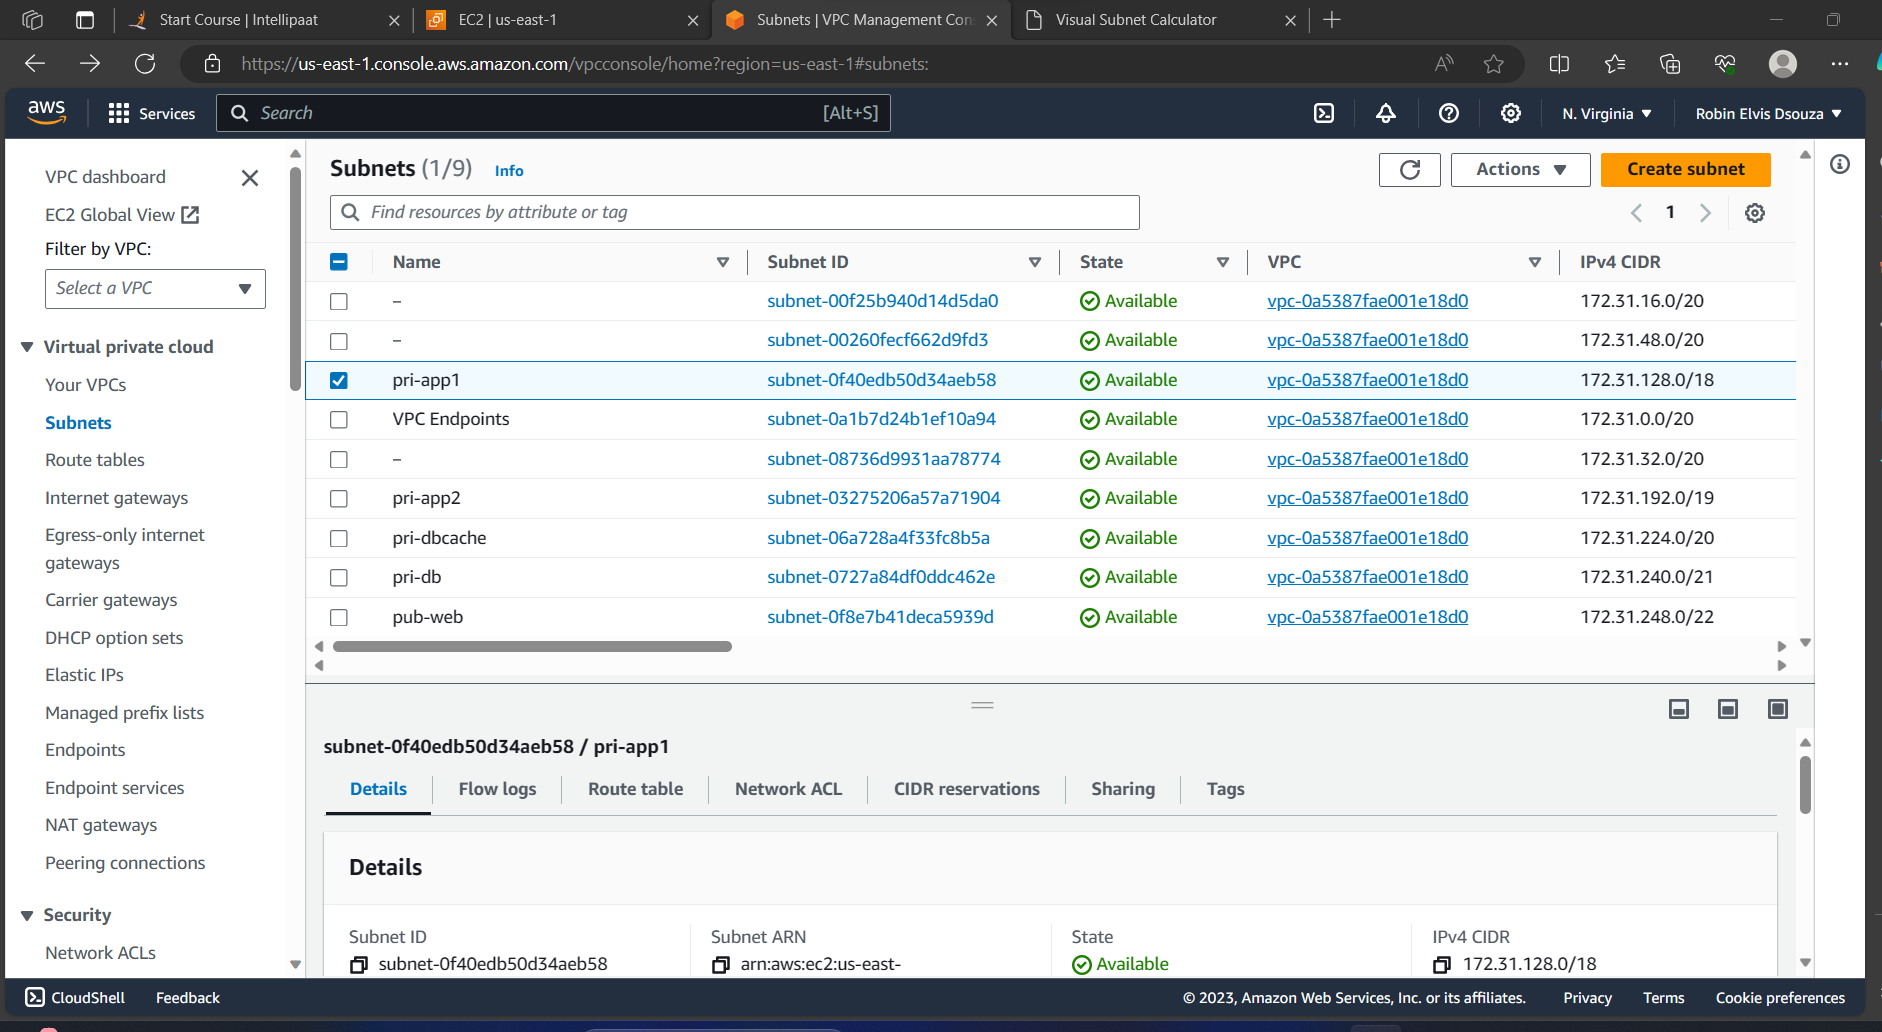 Start Course | Intellipaat
EC2 | us-east-1
Subnets | VPC Management Con
Visual Subnet Calculator
https://us-east-1.console.aws.amazon.com/vpcconsole/home?region=us-east-1#subnets:
aws
Services
Search
[Alt+S]
N. Virginia
Robin Elvis Dsouza
VPC dashboard
EC2 Global View
Filter by VPC:
Select a VPC
Virtual private cloud
Your VPCs
Subnets
Route tables
Internet gateways
Egress-only internet
gateways
Carrier gateways
DHCP option sets
Elastic IPs
Managed prefix lists
Endpoints
Endpoint services
NAT gateways
Peering connections
Security
Network ACLs
Subnets (1/9) Info
Actions
Create subnet
Find resources by attribute or tag
1
Name Subnet ID State VPC IPv4 CIDR
– subnet-00f25b940d14d5da0 Available vpc-0a5387fae001e18d0 172.31.16.0/20
– subnet-00260fecf662d9fd3 Available vpc-0a5387fae001e18d0 172.31.48.0/20
pri-app1 subnet-0f40edb50d34aeb58 Available vpc-0a5387fae001e18d0 172.31.128.0/18
VPC Endpoints subnet-0a1b7d24b1ef10a94 Available vpc-0a5387fae001e18d0 172.31.0.0/20
– subnet-08736d9931aa78774 Available vpc-0a5387fae001e18d0 172.31.32.0/20
pri-app2 subnet-03275206a57a71904 Available vpc-0a5387fae001e18d0 172.31.192.0/19
pri-dbcache subnet-06a728a4f33fc8b5a Available vpc-0a5387fae001e18d0 172.31.224.0/20
pri-db subnet-0727a84df0ddc462e Available vpc-0a5387fae001e18d0 172.31.240.0/21
pub-web subnet-0f8e7b41deca5939d Available vpc-0a5387fae001e18d0 172.31.248.0/22
subnet-0f40edb50d34aeb58 / pri-app1
Details Flow logs Route table Network ACL CIDR reservations Sharing Tags
Details
Subnet ID Subnet ARN State IPv4 CIDR
subnet-0f40edb50d34aeb58 arn:aws:ec2:us-east- Available 172.31.128.0/18
CloudShell Feedback © 2023, Amazon Web Services, Inc. or its affiliates. Privacy Terms Cookie preferences